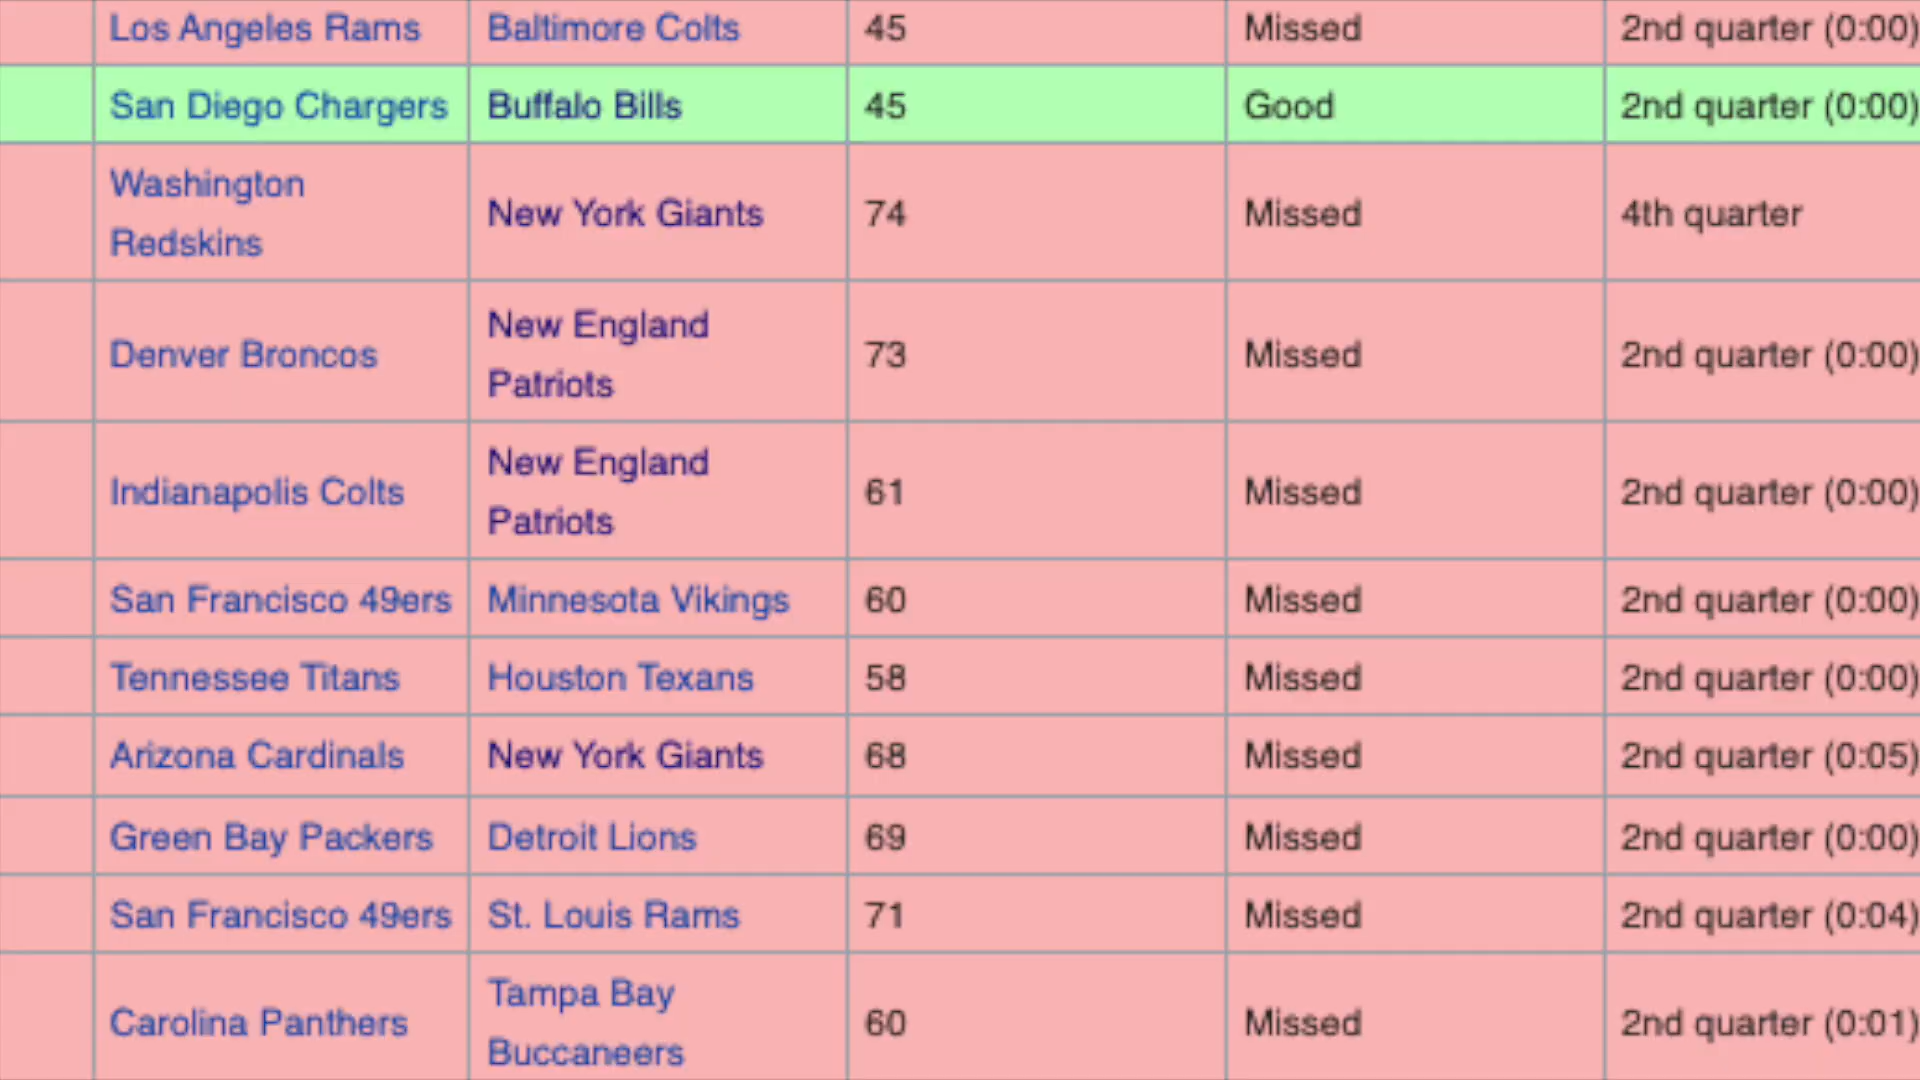 Los Angeles Rams Baltimore Colts 45 Missed 2nd quarter (0:00)
San Diego Chargers Buffalo Bills 45 Good 2nd quarter (0:00)
Washington
Redskins New York Giants 74 Missed 4th quarter
Denver Broncos New England
Patriots 73 Missed 2nd quarter (0:00)
Indianapolis Colts New England
Patriots 61 Missed 2nd quarter (0:00)
San Francisco 49ers Minnesota Vikings 60 Missed 2nd quarter (0:00)
Tennessee Titans Houston Texans 58 Missed 2nd quarter (0:00)
Arizona Cardinals New York Giants 68 Missed 2nd quarter (0:05)
Green Bay Packers Detroit Lions 69 Missed 2nd quarter (0:00)
San Francisco 49ers St. Louis Rams 71 Missed 2nd quarter (0:04)
Carolina Panthers Tampa Bay
Buccaneers 60 Missed 2nd quarter (0:01)